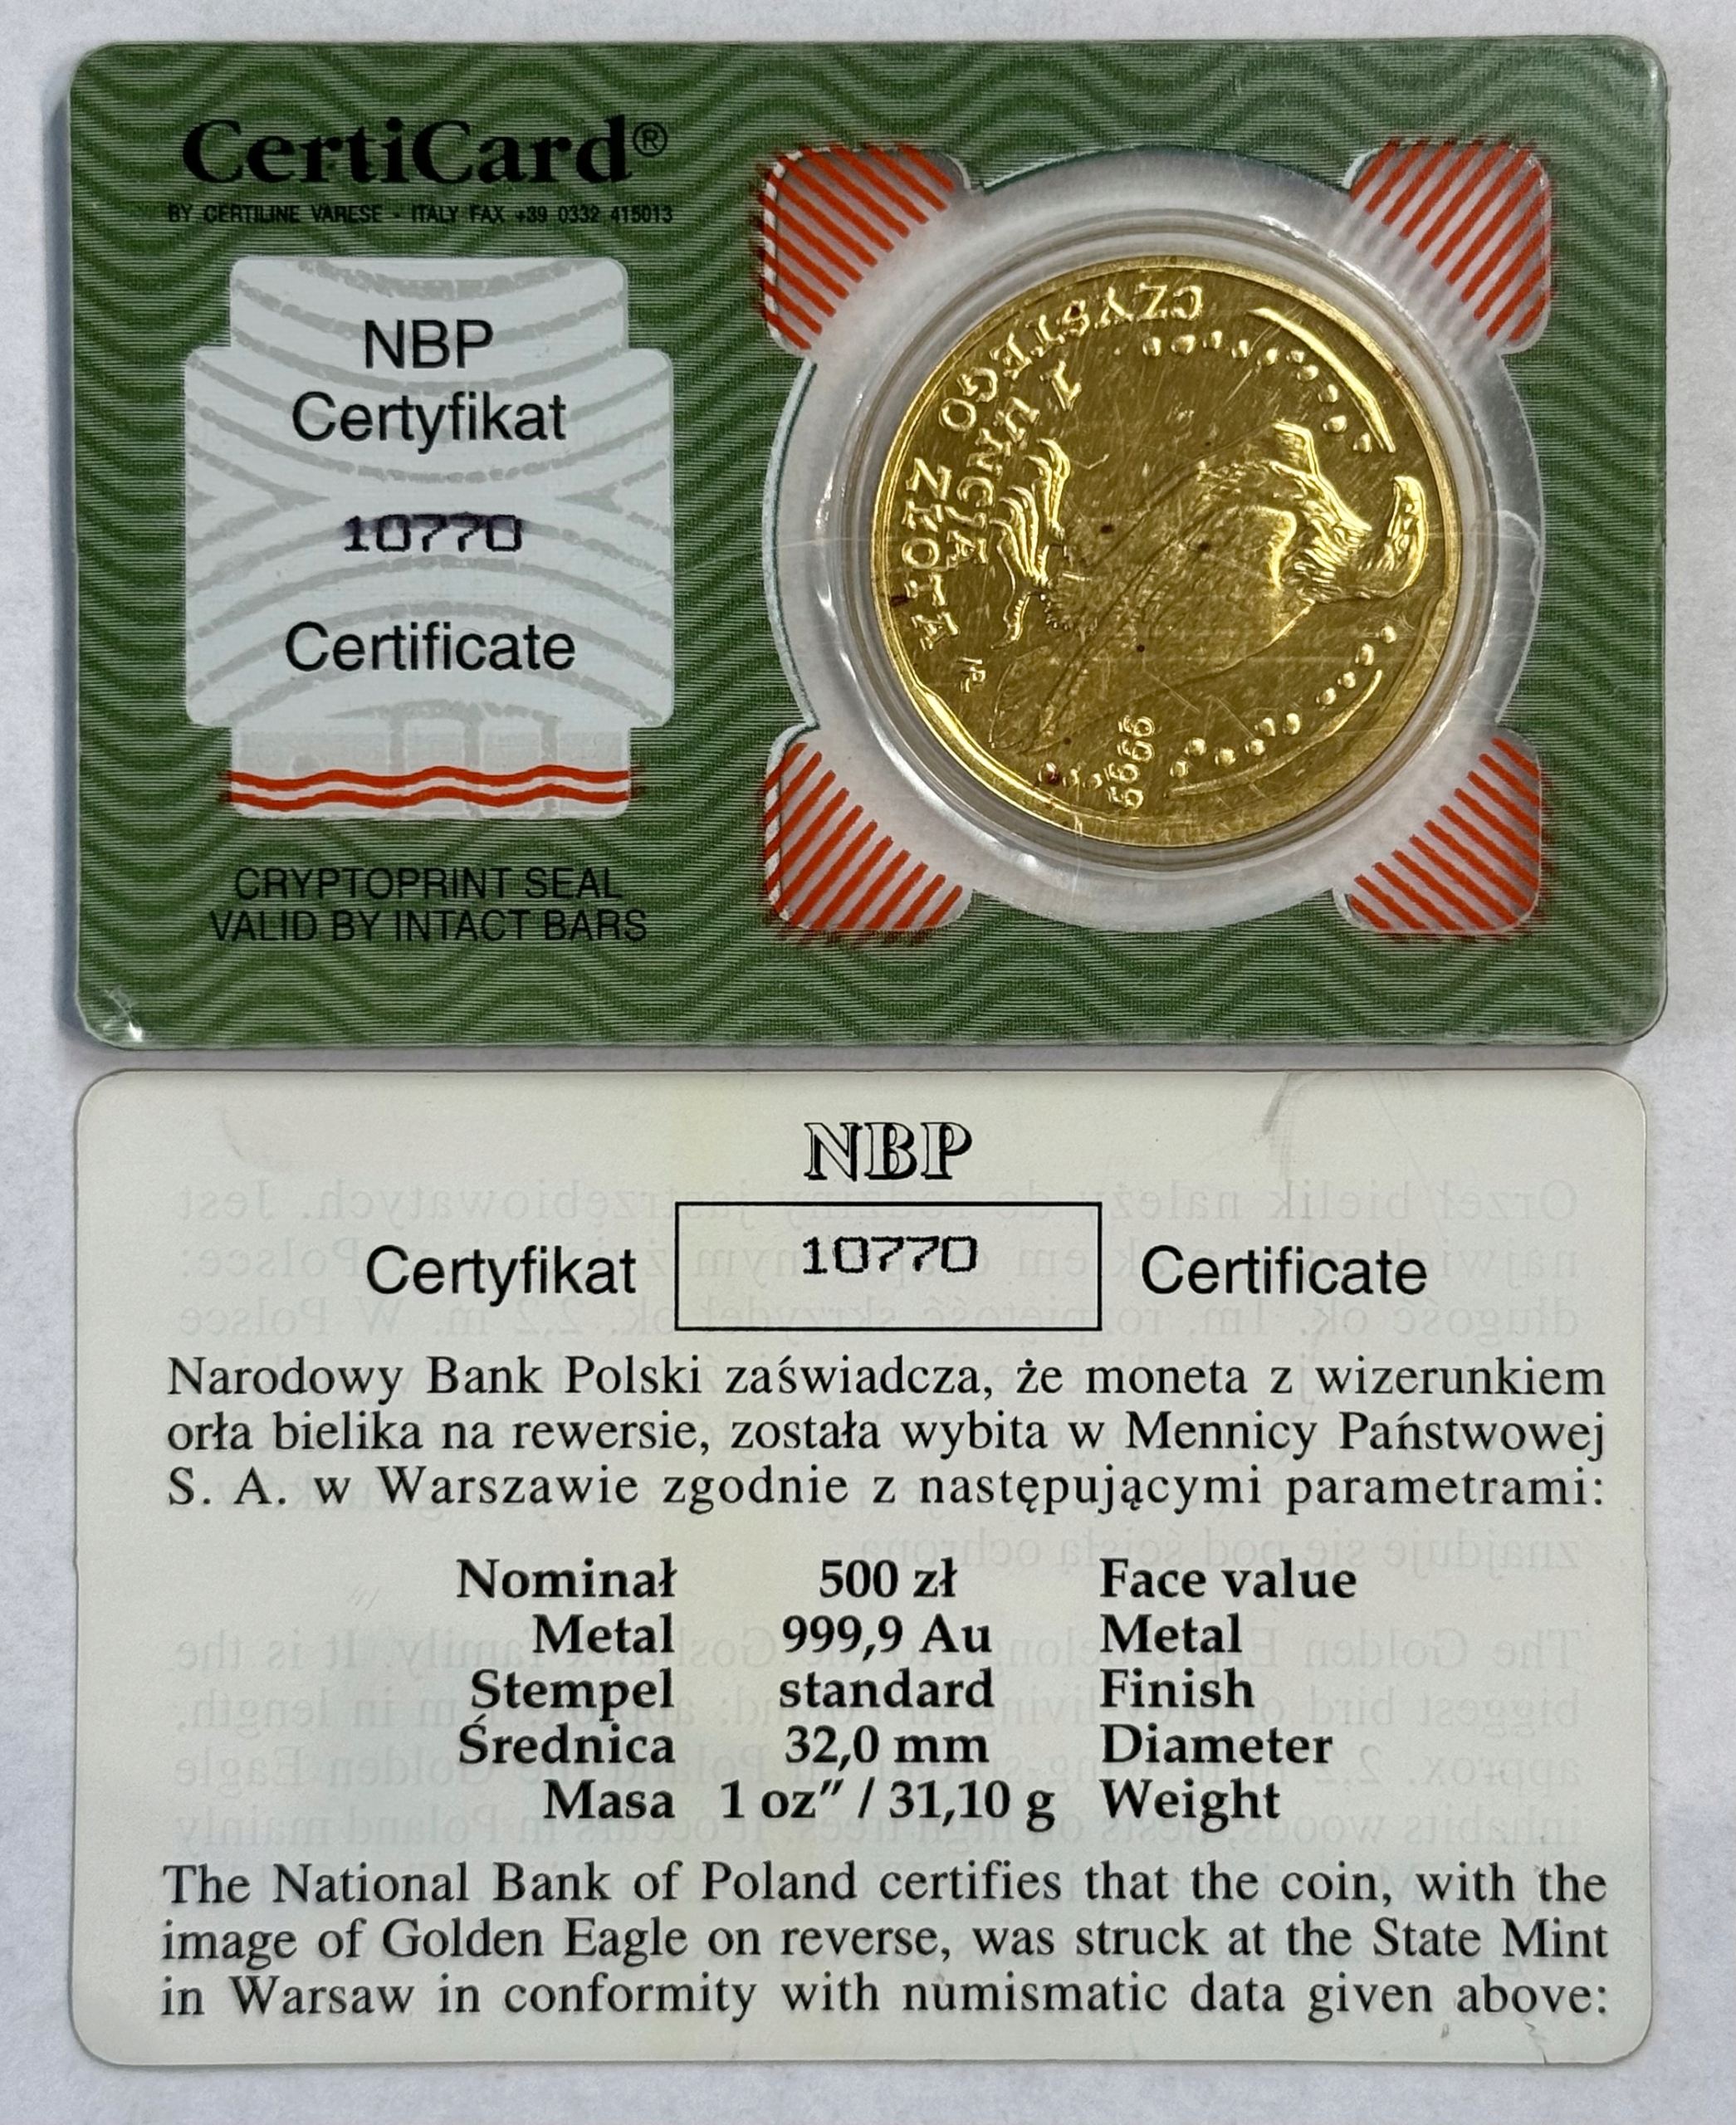 CertiCard®
BY CERTILINE VARESE - ITALY FAX +39 0332 415013
NBP
Certyfikat
10770
Certificate
CRYPTOPRINT SEAL
VALID BY INTACT BARS
1 UNCJA
CZYSTEGO ZŁOTA
9999
NBP
Certyfikat 10770 Certificate
Narodowy Bank Polski zaświadcza, że moneta z wizerunkiem
orła bielika na rewersie, została wybita w Mennicy Państwowej
S. A. w Warszawie zgodnie z następującymi parametrami:
Nominał 500 zł Face value
Metal 999,9 Au Metal
Stempel standard Finish
Średnica 32,0 mm Diameter
Masa 1 oz″ / 31,10 g Weight
The National Bank of Poland certifies that the coin, with the
image of Golden Eagle on reverse, was struck at the State Mint
in Warsaw in conformity with numismatic data given above: